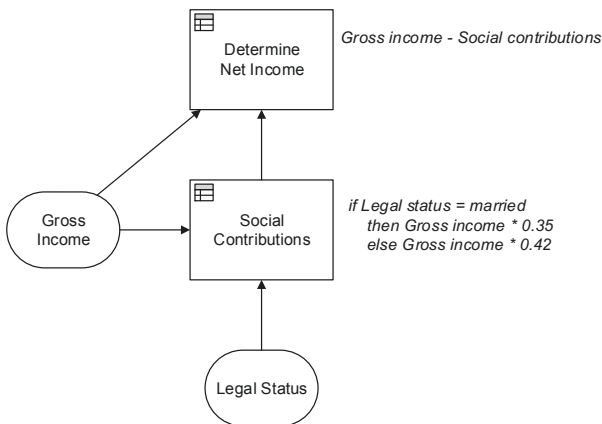 Determine
Net Income
Gross income - Social contributions
Gross
Income
Social
Contributions
if Legal status = married
then Gross income * 0.35
else Gross income * 0.42
Legal Status